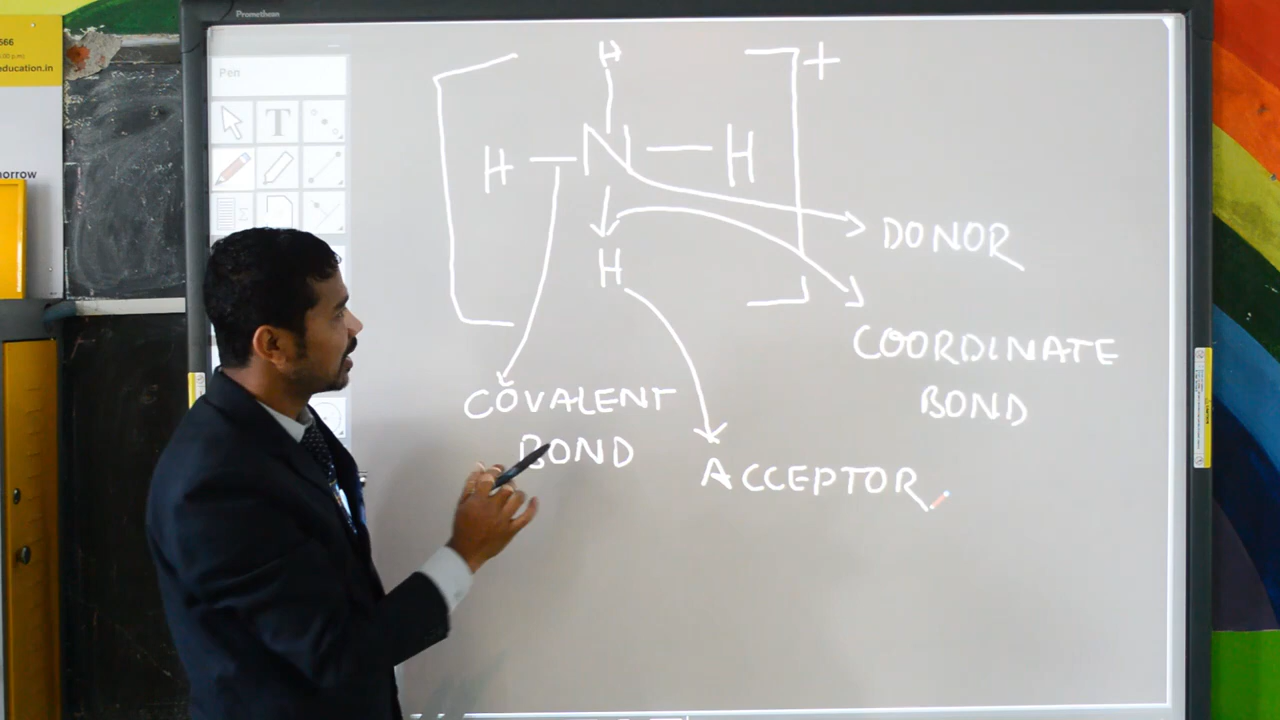 Promethean
566
education.in
orrow
Pen
T
H
+
H N H
H
DONOR
COORDINATE
BOND
COVALENT
BOND
ACCEPTOR